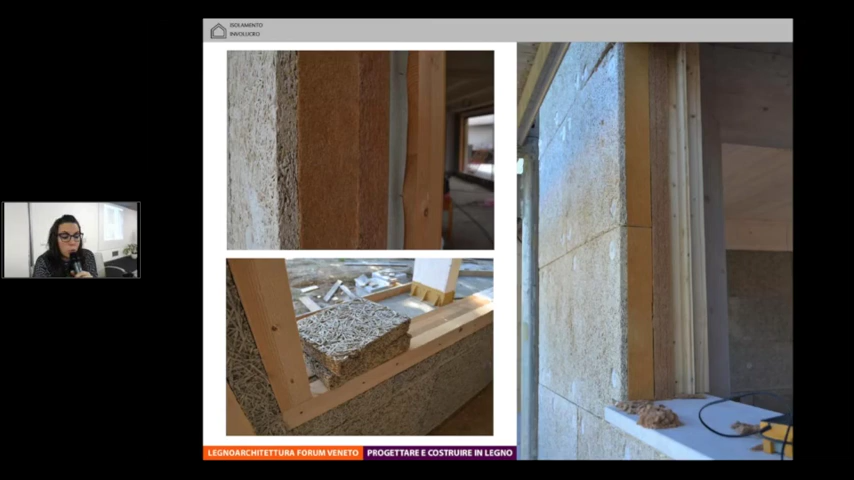 ISOLAMENTO
INVOLUCRO
LEGNOARCHITETTURA FORUM VENETO PROGETTARE E COSTRUIRE IN LEGNO